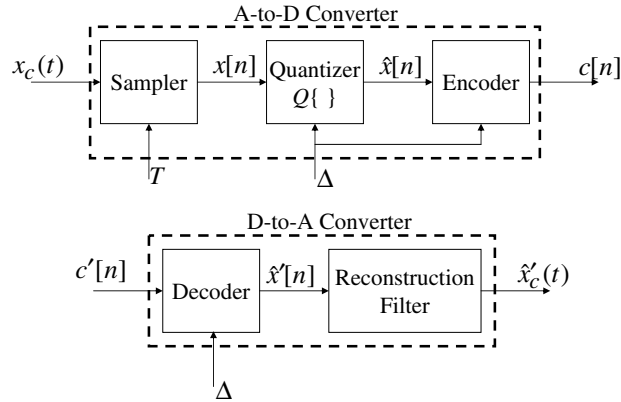 A-to-D Converter
x_c(t)
Sampler
x[n]
Quantizer
Q{ }
x̂[n]
Encoder
c[n]
T
Δ
D-to-A Converter
c′[n]
Decoder
x̂′[n]
Reconstruction
Filter
x̂′_c(t)
Δ